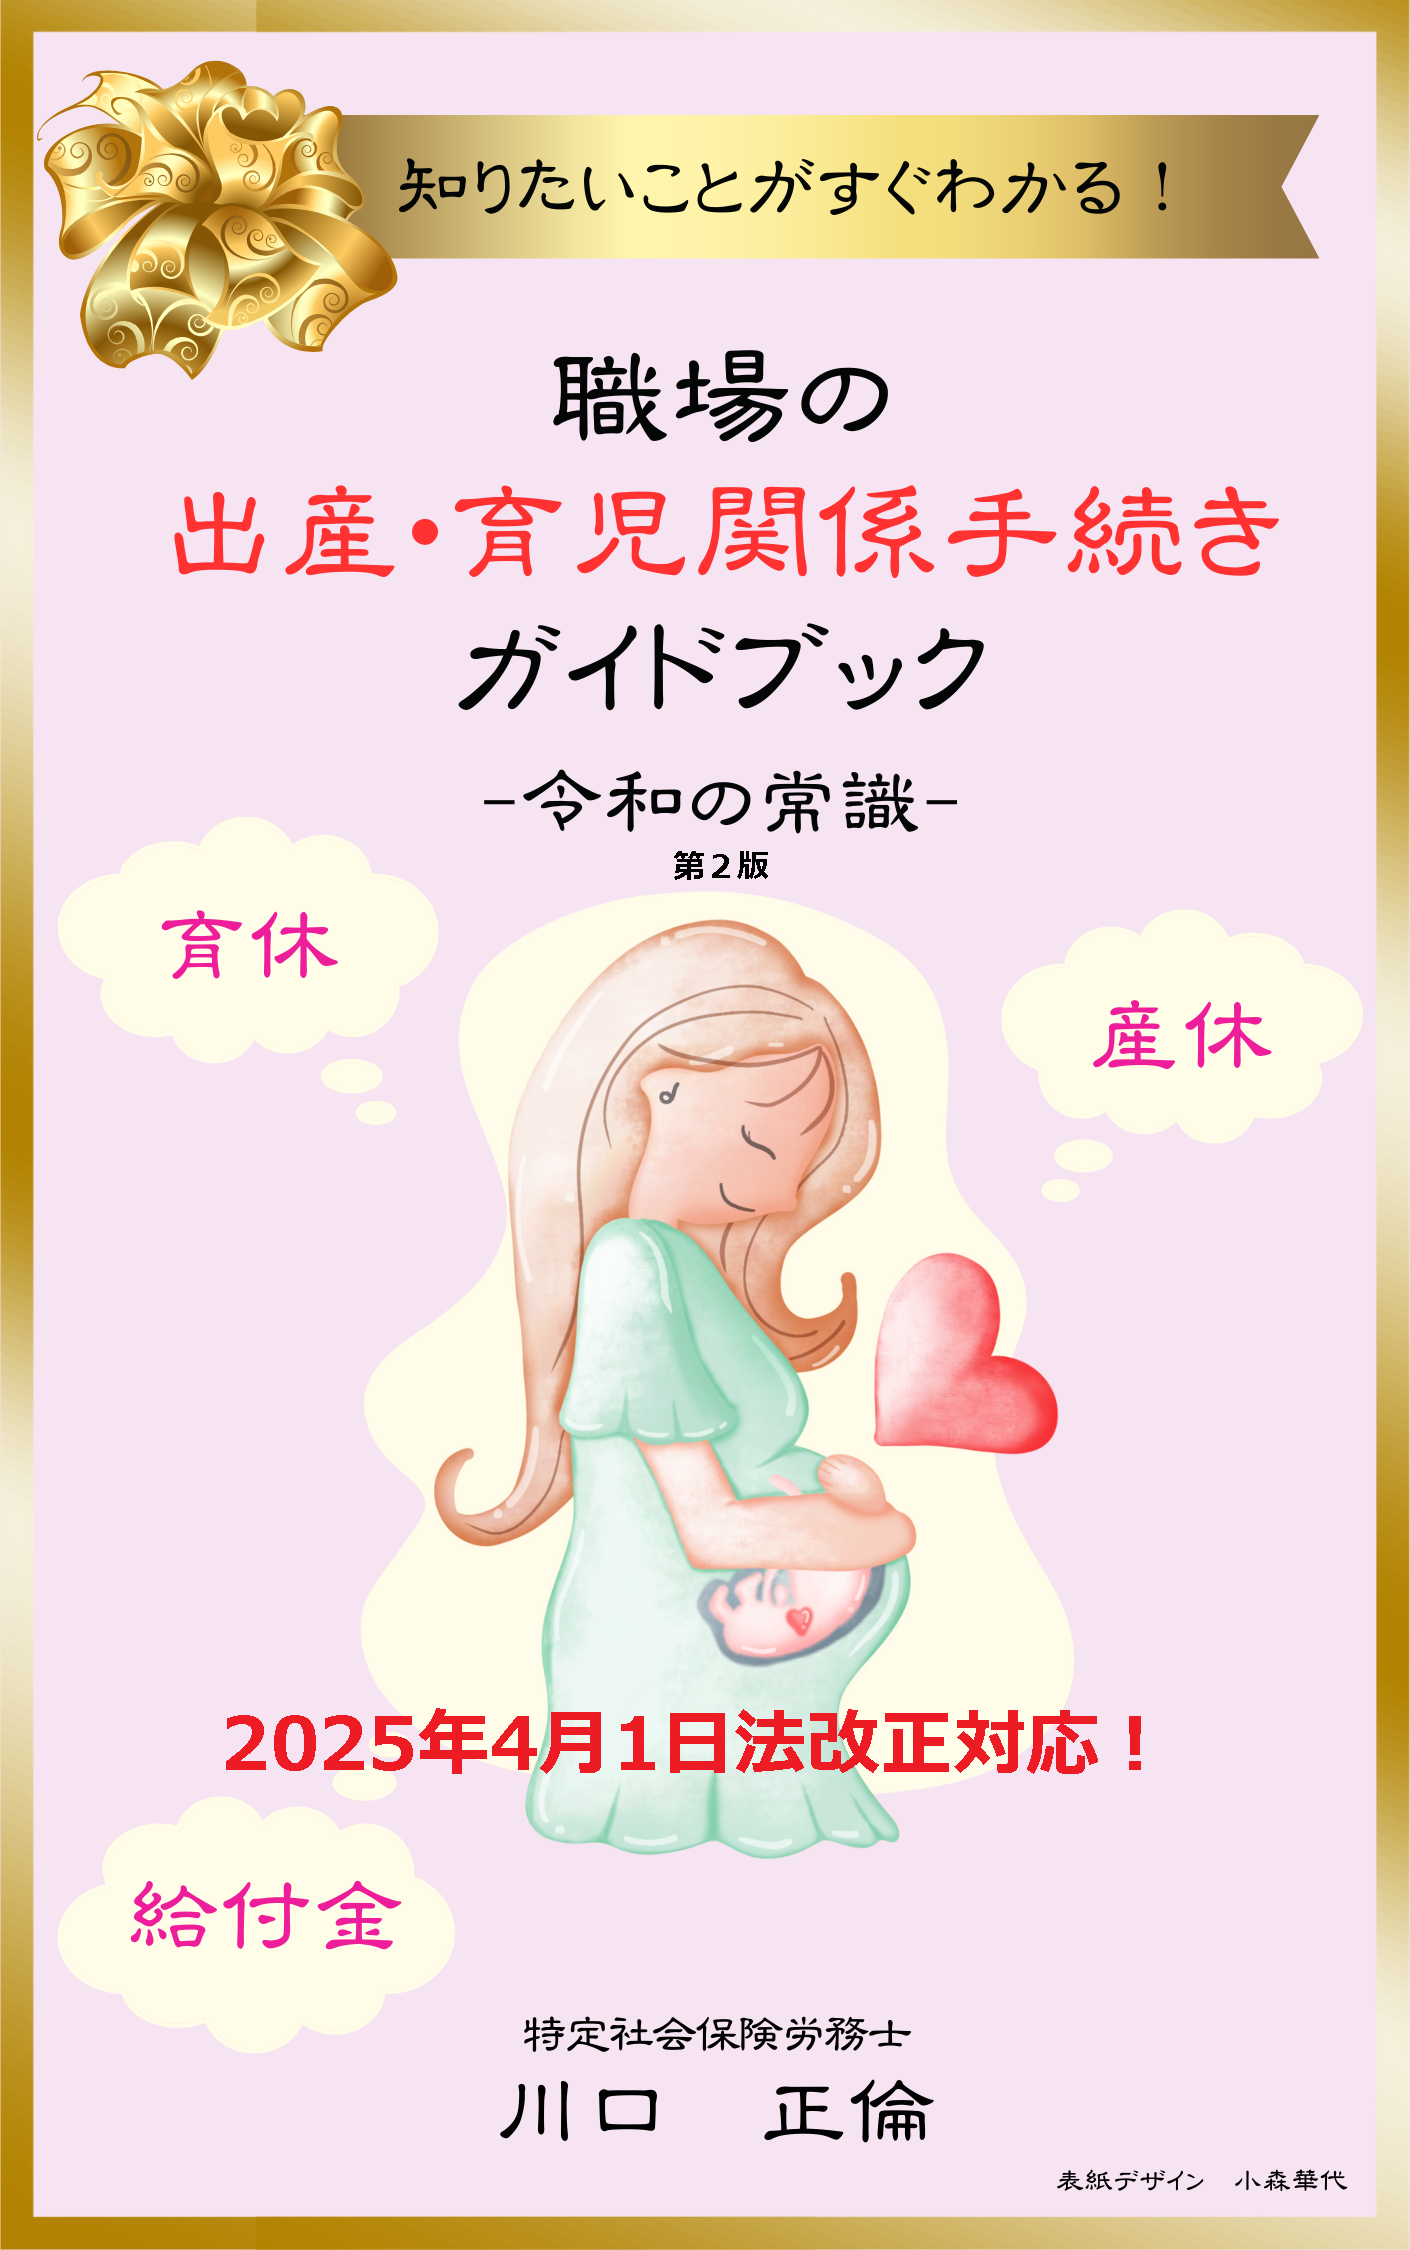 知りたいことがすぐわかる！
職場の
出産・育児関係手続き
ガイドブック
-令和の常識-
第２版
育休
産休
2025年4月1日法改正対応！
給付金
特定社会保険労務士
川口　正倫
表紙デザイン　小森華代